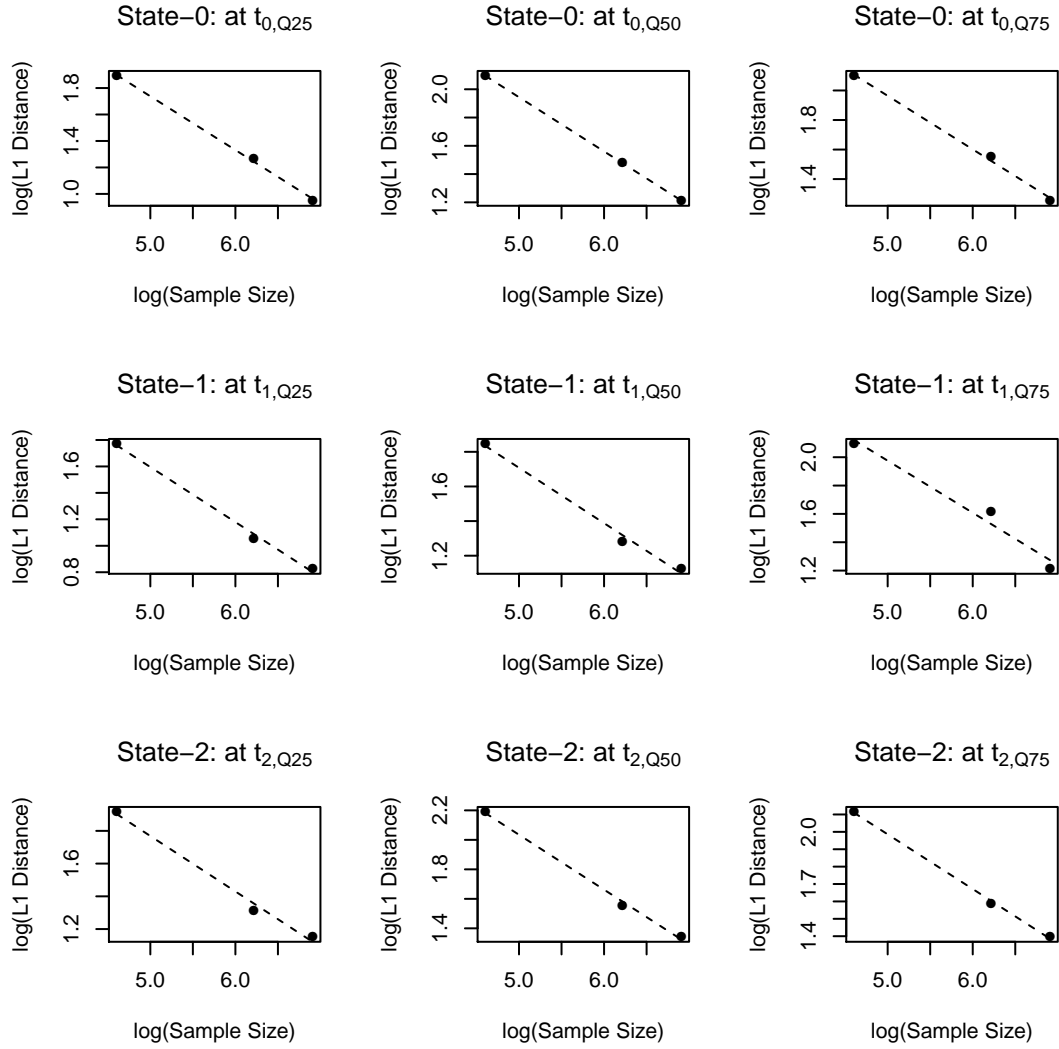 State−0: at t0,Q25
log(L1 Distance)
1.0 1.4 1.8
5.0 6.0
log(Sample Size)
State−0: at t0,Q50
log(L1 Distance)
1.2 1.6 2.0
5.0 6.0
log(Sample Size)
State−0: at t0,Q75
log(L1 Distance)
1.4 1.8
5.0 6.0
log(Sample Size)
State−1: at t1,Q25
log(L1 Distance)
0.8 1.2 1.6
5.0 6.0
log(Sample Size)
State−1: at t1,Q50
log(L1 Distance)
1.2 1.6
5.0 6.0
log(Sample Size)
State−1: at t1,Q75
log(L1 Distance)
1.2 1.6 2.0
5.0 6.0
log(Sample Size)
State−2: at t2,Q25
log(L1 Distance)
1.2 1.6
5.0 6.0
log(Sample Size)
State−2: at t2,Q50
log(L1 Distance)
1.4 1.8 2.2
5.0 6.0
log(Sample Size)
State−2: at t2,Q75
log(L1 Distance)
1.4 1.7 2.0
5.0 6.0
log(Sample Size)